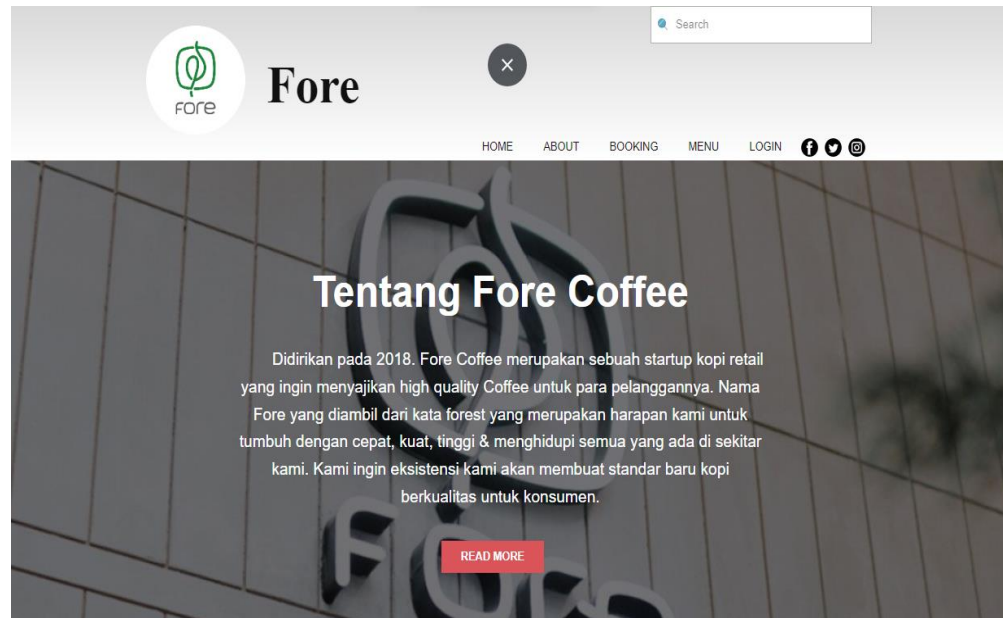 Search
Fore
Fore
HOME ABOUT BOOKING MENU LOGIN
Tentang Fore Coffee
Didirikan pada 2018. Fore Coffee merupakan sebuah startup kopi retail
yang ingin menyajikan high quality Coffee untuk para pelanggannya. Nama
Fore yang diambil dari kata forest yang merupakan harapan kami untuk
tumbuh dengan cepat, kuat, tinggi & menghidupi semua yang ada di sekitar
kami. Kami ingin eksistensi kami akan membuat standar baru kopi
berkualitas untuk konsumen.
READ MORE
FORE